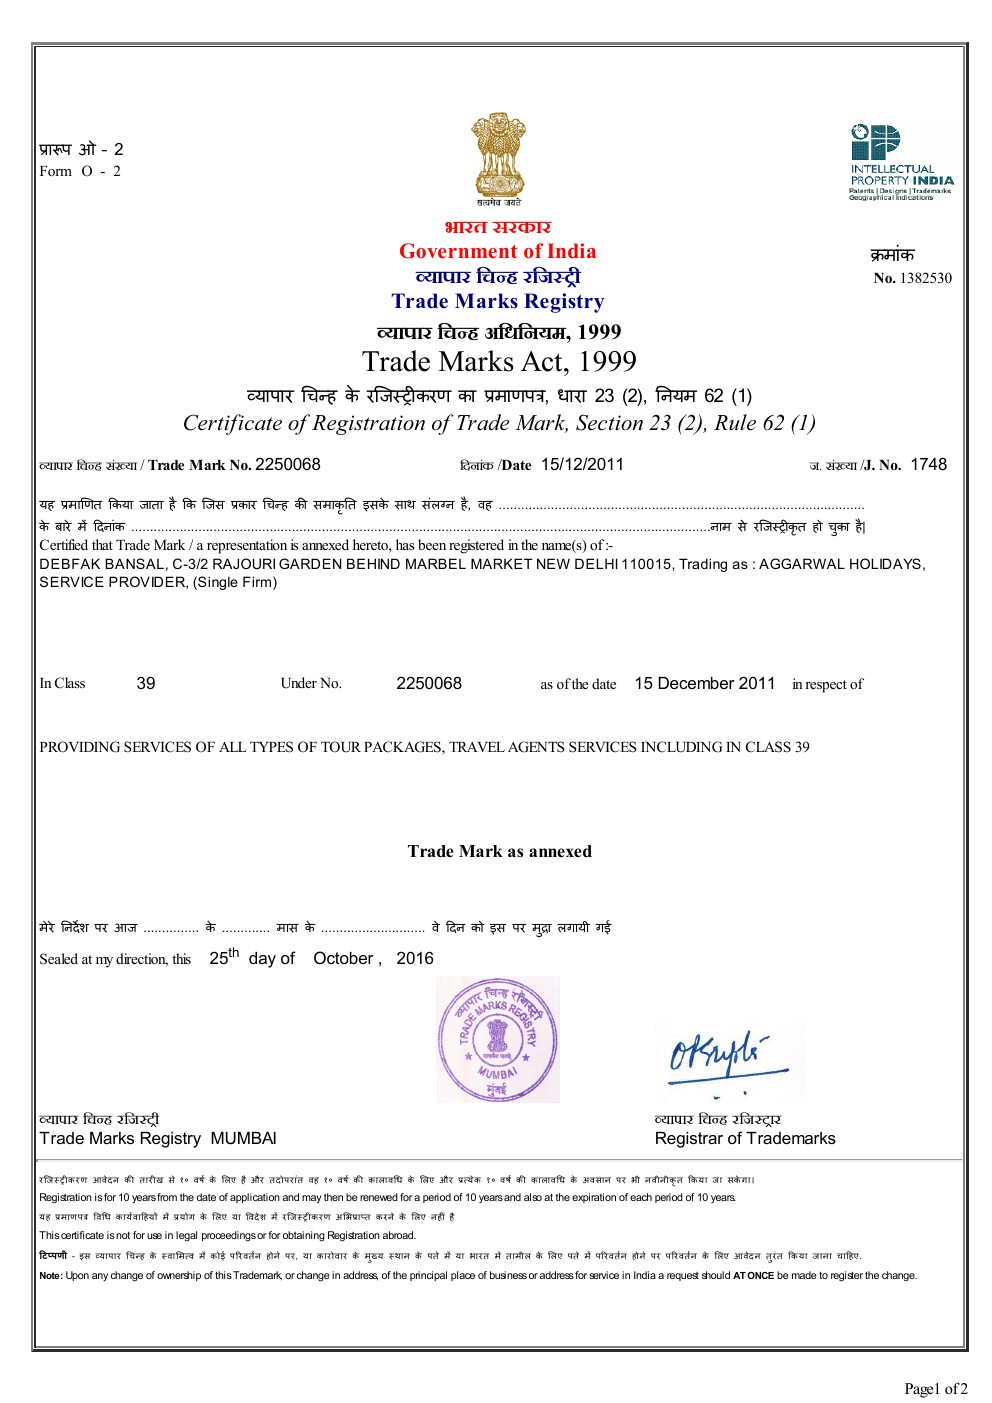 प्रारूप ओ - 2
Form O - 2
सत्यमेव जयते
INTELLECTUAL
PROPERTY INDIA
Patents | Designs | Trademarks
Geographical Indications
भारत सरकार
Government of India
व्यापार चिन्ह रजिस्ट्री
Trade Marks Registry
क्रमांक
No. 1382530
व्यापार चिन्ह अधिनियम, 1999
Trade Marks Act, 1999
व्यापार चिन्ह के रजिस्ट्रीकरण का प्रमाणपत्र, धारा 23 (2), नियम 62 (1)
Certificate of Registration of Trade Mark, Section 23 (2), Rule 62 (1)
व्यापार चिन्ह संख्या / Trade Mark No. 2250068 दिनांक /Date 15/12/2011 ज. संख्या /J. No. 1748
यह प्रमाणित किया जाता है कि जिस प्रकार चिन्ह की समाकृति इसके साथ संलग्न है, वह ............................................................................................
के बारे में दिनांक ..................................................................................................................................................नाम से रजिस्ट्रीकृत हो चुका है|
Certified that Trade Mark / a representation is annexed hereto, has been registered in the name(s) of :-
DEBFAK BANSAL, C-3/2 RAJOURI GARDEN BEHIND MARBEL MARKET NEW DELHI 110015, Trading as : AGGARWAL HOLIDAYS,
SERVICE PROVIDER, (Single Firm)
In Class 39 Under No. 2250068 as of the date 15 December 2011 in respect of
PROVIDING SERVICES OF ALL TYPES OF TOUR PACKAGES, TRAVEL AGENTS SERVICES INCLUDING IN CLASS 39
Trade Mark as annexed
मेरे निर्देश पर आज ............... के ............. मास के ............................ वे दिन को इस पर मुद्रा लगायी गई
Sealed at my direction, this 25th day of October , 2016
व्यापार चिन्ह रजिस्ट्री
TRADE MARKS REGISTRY
सत्यमेव जयते
MUMBAI
मुंबई
व्यापार चिन्ह रजिस्ट्री
Trade Marks Registry MUMBAI
व्यापार चिन्ह रजिस्ट्रार
Registrar of Trademarks
रजिस्ट्रीकरण आवेदन की तारीख से १० वर्ष के लिए है और तदोपरांत वह १० वर्ष की कालावधि के लिए और प्रत्येक १० वर्ष की कालावधि के अवसान पर भी नवीनीकृत किया जा सकेगा।
Registration is for 10 years from the date of application and may then be renewed for a period of 10 years and also at the expiration of each period of 10 years.
यह प्रमाणपत्र विधि कार्यवाहियों में प्रयोग के लिए या विदेश में रजिस्ट्रीकरण अभिप्राप्त करने के लिए नहीं है
This certificate is not for use in legal proceedings or for obtaining Registration abroad.
टिप्पणी - इस व्यापार चिन्ह के स्वामित्व में कोई परिवर्तन होने पर, या कारोवार के मुख्य स्थान के पते में या भारत में तामील के लिए पते में परिवर्तन होने पर परिवर्तन के लिए आवेदन तुरंत किया जाना चाहिए.
Note: Upon any change of ownership of this Trademark, or change in address, of the principal place of business or address for service in India a request should AT ONCE be made to register the change.
Page1 of 2